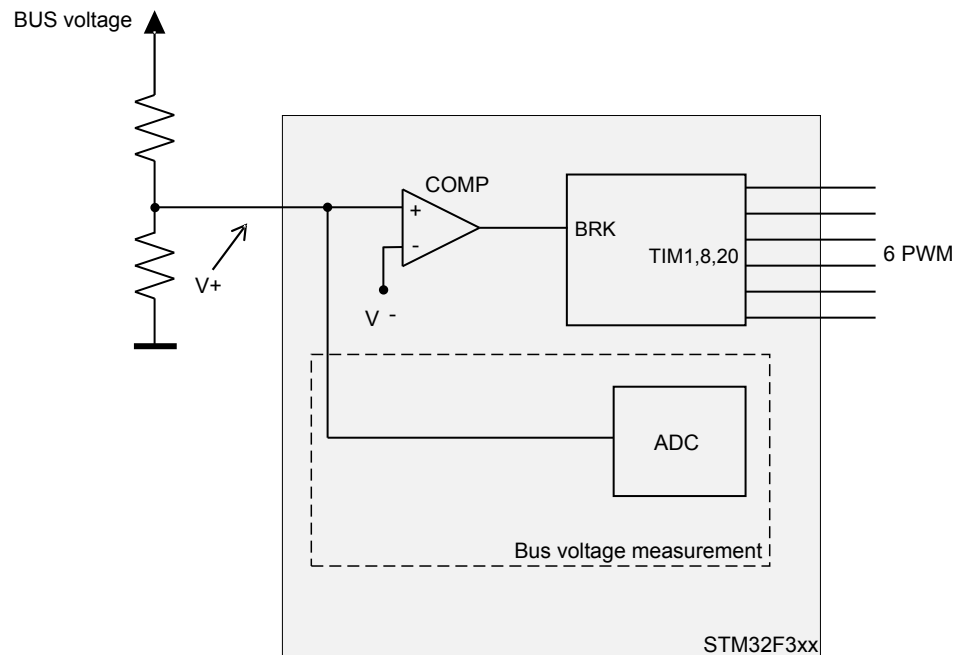 BUS voltage
COMP
+
-
BRK
TIM1,8,20
6 PWM
V+
V -
ADC
Bus voltage measurement
STM32F3xx